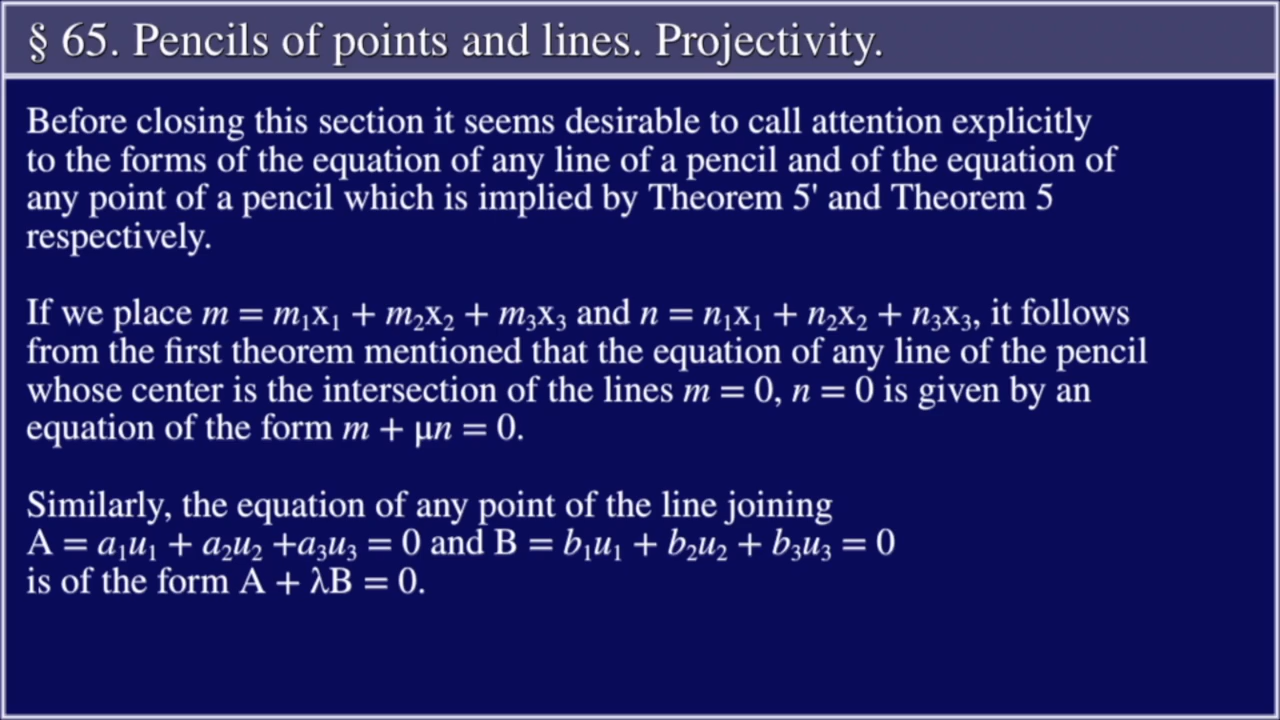 § 65. Pencils of points and lines. Projectivity.
Before closing this section it seems desirable to call attention explicitly
to the forms of the equation of any line of a pencil and of the equation of
any point of a pencil which is implied by Theorem 5' and Theorem 5
respectively.
If we place m = m₁x₁ + m₂x₂ + m₃x₃ and n = n₁x₁ + n₂x₂ + n₃x₃, it follows
from the first theorem mentioned that the equation of any line of the pencil
whose center is the intersection of the lines m = 0, n = 0 is given by an
equation of the form m + μn = 0.
Similarly, the equation of any point of the line joining
A = a₁u₁ + a₂u₂ +a₃u₃ = 0 and B = b₁u₁ + b₂u₂ + b₃u₃ = 0
is of the form A + λB = 0.